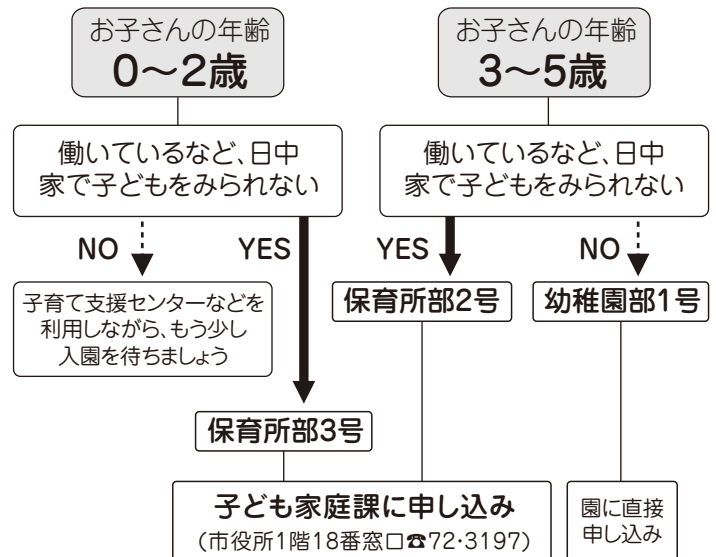 お子さんの年齢
0〜2歳
お子さんの年齢
3〜5歳
働いているなど、日中
家で子どもをみられない
働いているなど、日中
家で子どもをみられない
NO
YES
YES
NO
子育て支援センターなどを
利用しながら、もう少し
入園を待ちましょう
保育所部2号
幼稚園部1号
保育所部3号
子ども家庭課に申し込み
(市役所1階18番窓口☎72・3197)
園に直接
申し込み